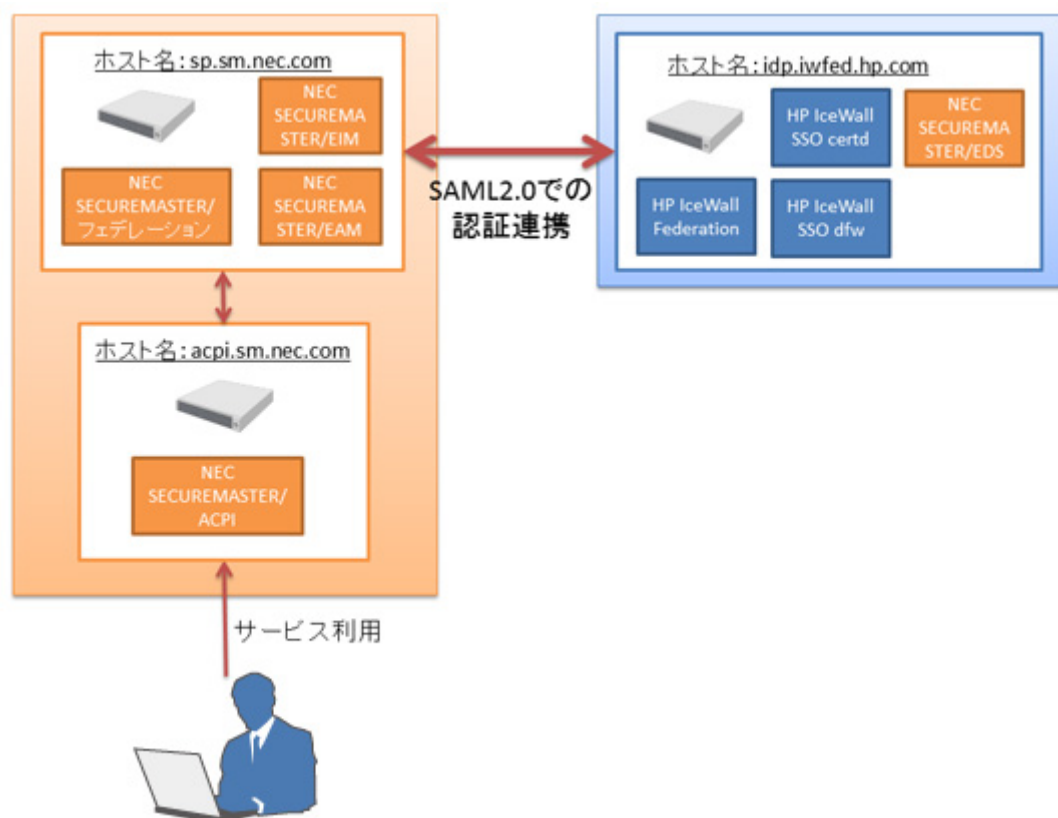 ホスト名:sp.sm.nec.com
NEC
SECUREMA
STER/EIM
NEC
SECUREMASTER/
フェデレーション
NEC
SECUREMA
STER/EAM
SAML2.0での
認証連携
ホスト名:idp.iwfed.hp.com
HP IceWall
SSO certd
NEC
SECUREMA
STER/EDS
HP IceWall
Federation
HP IceWall
SSO dfw
ホスト名:acpi.sm.nec.com
NEC
SECUREMASTER/
ACPI
サービス利用